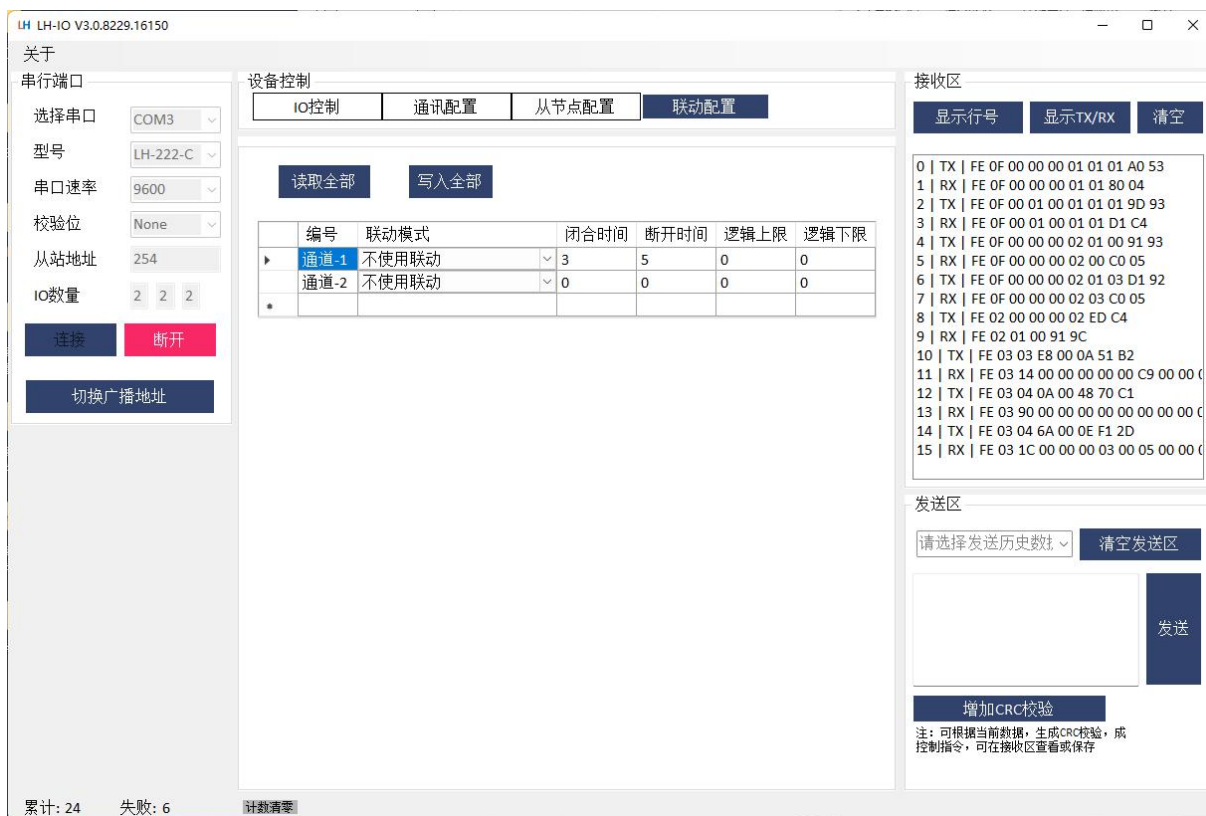 LH LH-IO V3.0.8229.16150
关于
串行端口
选择串口 COM3
型号 LH-222-C
串口速率 9600
校验位 None
从站地址 254
IO数量 2 2 2
连接 断开
切换广播地址
设备控制
IO控制 通讯配置 从节点配置 联动配置
读取全部 写入全部
编号 联动模式 闭合时间 断开时间 逻辑上限 逻辑下限
通道-1 不使用联动 3 5 0 0
通道-2 不使用联动 0 0 0 0
接收区
显示行号 显示TX/RX 清空
0 | TX | FE 0F 00 00 00 01 01 01 A0 53
1 | RX | FE 0F 00 00 00 01 01 80 04
2 | TX | FE 0F 00 01 00 01 01 01 9D 93
3 | RX | FE 0F 00 01 00 01 01 D1 C4
4 | TX | FE 0F 00 00 00 02 01 00 91 93
5 | RX | FE 0F 00 00 00 02 00 C0 05
6 | TX | FE 0F 00 00 00 02 01 03 D1 92
7 | RX | FE 0F 00 00 00 02 03 C0 05
8 | TX | FE 02 00 00 00 02 ED C4
9 | RX | FE 02 01 00 91 9C
10 | TX | FE 03 03 E8 00 0A 51 B2
11 | RX | FE 03 14 00 00 00 00 00 C9 00 00
12 | TX | FE 03 04 0A 00 48 70 C1
13 | RX | FE 03 90 00 00 00 00 00 00 00 00
14 | TX | FE 03 04 6A 00 0E F1 2D
15 | RX | FE 03 1C 00 00 00 03 00 05 00 00
发送区
请选择发送历史数 清空发送区
发送
增加CRC校验
注：可根据当前数据，生成CRC校验，成
控制指令，可在接收区查看或保存
累计: 24 失败: 6 计数清零